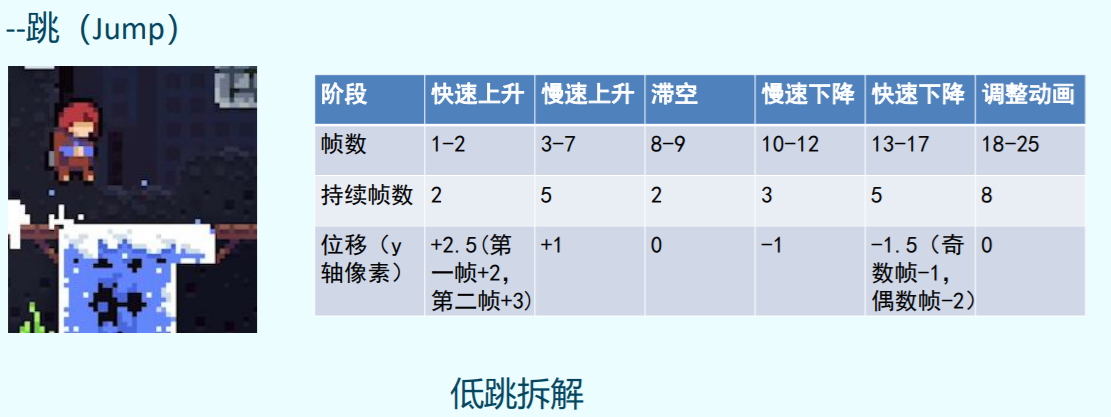 --跳（Jump）
阶段 快速上升 慢速上升 滞空 慢速下降 快速下降 调整动画
帧数 1-2 3-7 8-9 10-12 13-17 18-25
持续帧数 2 5 2 3 5 8
位移（y轴像素） +2.5(第一帧+2，第二帧+3) +1 0 -1 -1.5（奇数帧-1，偶数帧-2） 0
低跳拆解